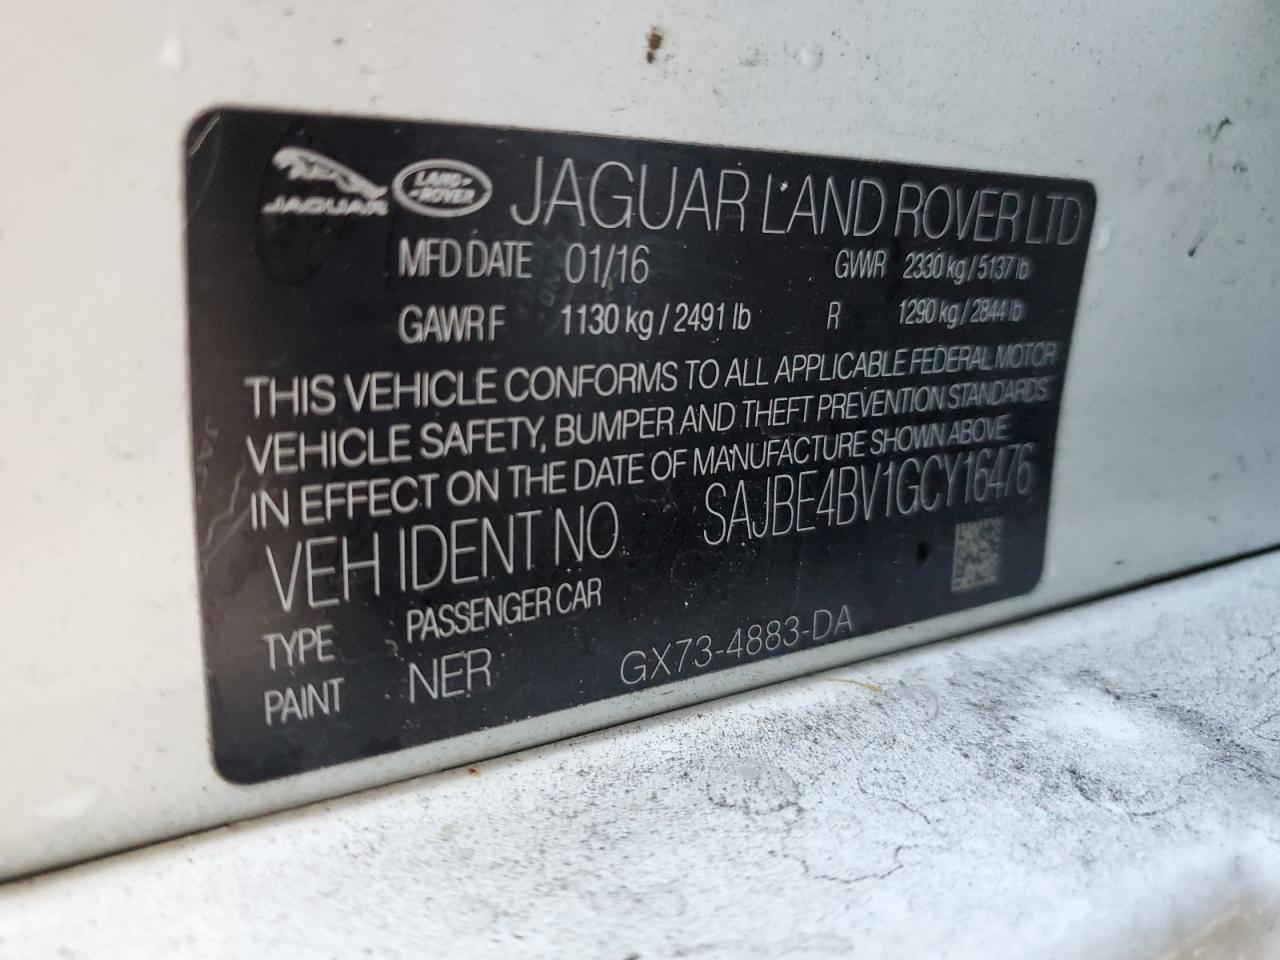 JAGUAR LAND-ROVER JAGUAR LAND ROVER LTD
MFD DATE 01/16 GVWR 2330 kg / 5137 lb
GAWR F 1130 kg / 2491 lb R 1290 kg / 2844 lb
THIS VEHICLE CONFORMS TO ALL APPLICABLE FEDERAL MOTOR
VEHICLE SAFETY, BUMPER AND THEFT PREVENTION STANDARDS
IN EFFECT ON THE DATE OF MANUFACTURE SHOWN ABOVE
VEH IDENT NO SAJBE4BV1GCY16476
TYPE PASSENGER CAR
PAINT NER GX73-4883-DA